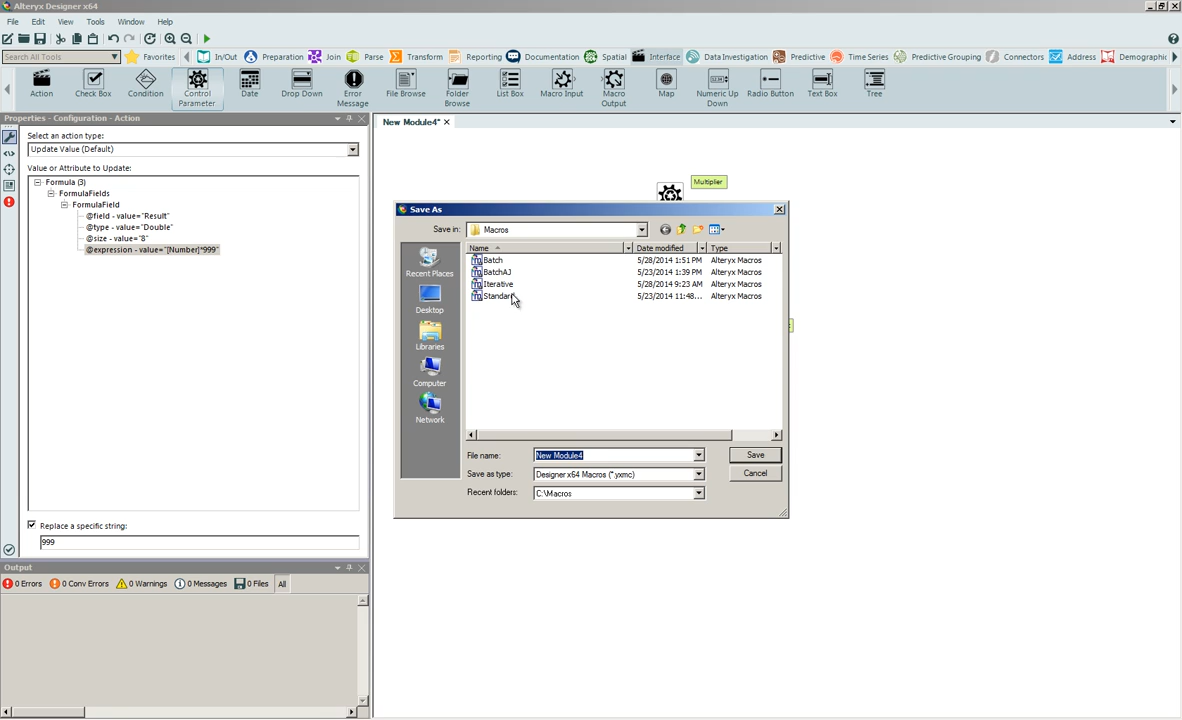 Alteryx Designer x64
File Edit View Tools Window Help
Search All Tools Favorites In/Out Preparation Join Parse Transform Reporting Documentation Spatial Interface Data Investigation Predictive Time Series Predictive Grouping Connectors Address Demographic
Action Check Box Condition Control Parameter Date Drop Down Error Message File Browse Folder Browse List Box Macro Input Macro Output Map Numeric Up Down Radio Button Text Box Tree
Properties - Configuration - Action
New Module4*
Select an action type:
Update Value (Default)
Value or Attribute to Update:
Formula (3)
FormulaFields
FormulaField
@field - value="Result"
@type - value="Double"
@size - value="8"
@expression - value="[Number]*999"
Replace a specific string:
999
Output
0 Errors 0 Conv Errors 0 Warnings 0 Messages 0 Files All
Multiplier
Save As
Save in: Macros
Name Date modified Type
Batch 5/28/2014 1:51 PM Alteryx Macros
BatchAJ 5/23/2014 1:39 PM Alteryx Macros
Iterative 5/28/2014 9:23 AM Alteryx Macros
Standard 5/23/2014 11:48... Alteryx Macros
Recent Places
Desktop
Libraries
Computer
Network
File name: New Module4 Save
Save as type: Designer x64 Macros (*.yxmc) Cancel
Recent folders: C:\Macros